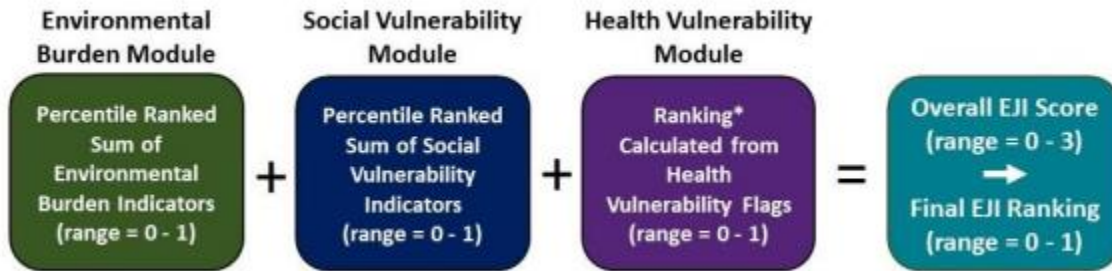 Environmental
Burden Module
Social Vulnerability
Module
Health Vulnerability
Module
Percentile Ranked
Sum of
Environmental
Burden Indicators
(range = 0 - 1)
+
Percentile Ranked
Sum of Social
Vulnerability
Indicators
(range = 0 - 1)
+
Ranking*
Calculated from
Health
Vulnerability Flags
(range = 0 - 1)
=
Overall EJI Score
(range = 0 - 3)
Final EJI Ranking
(range = 0 - 1)